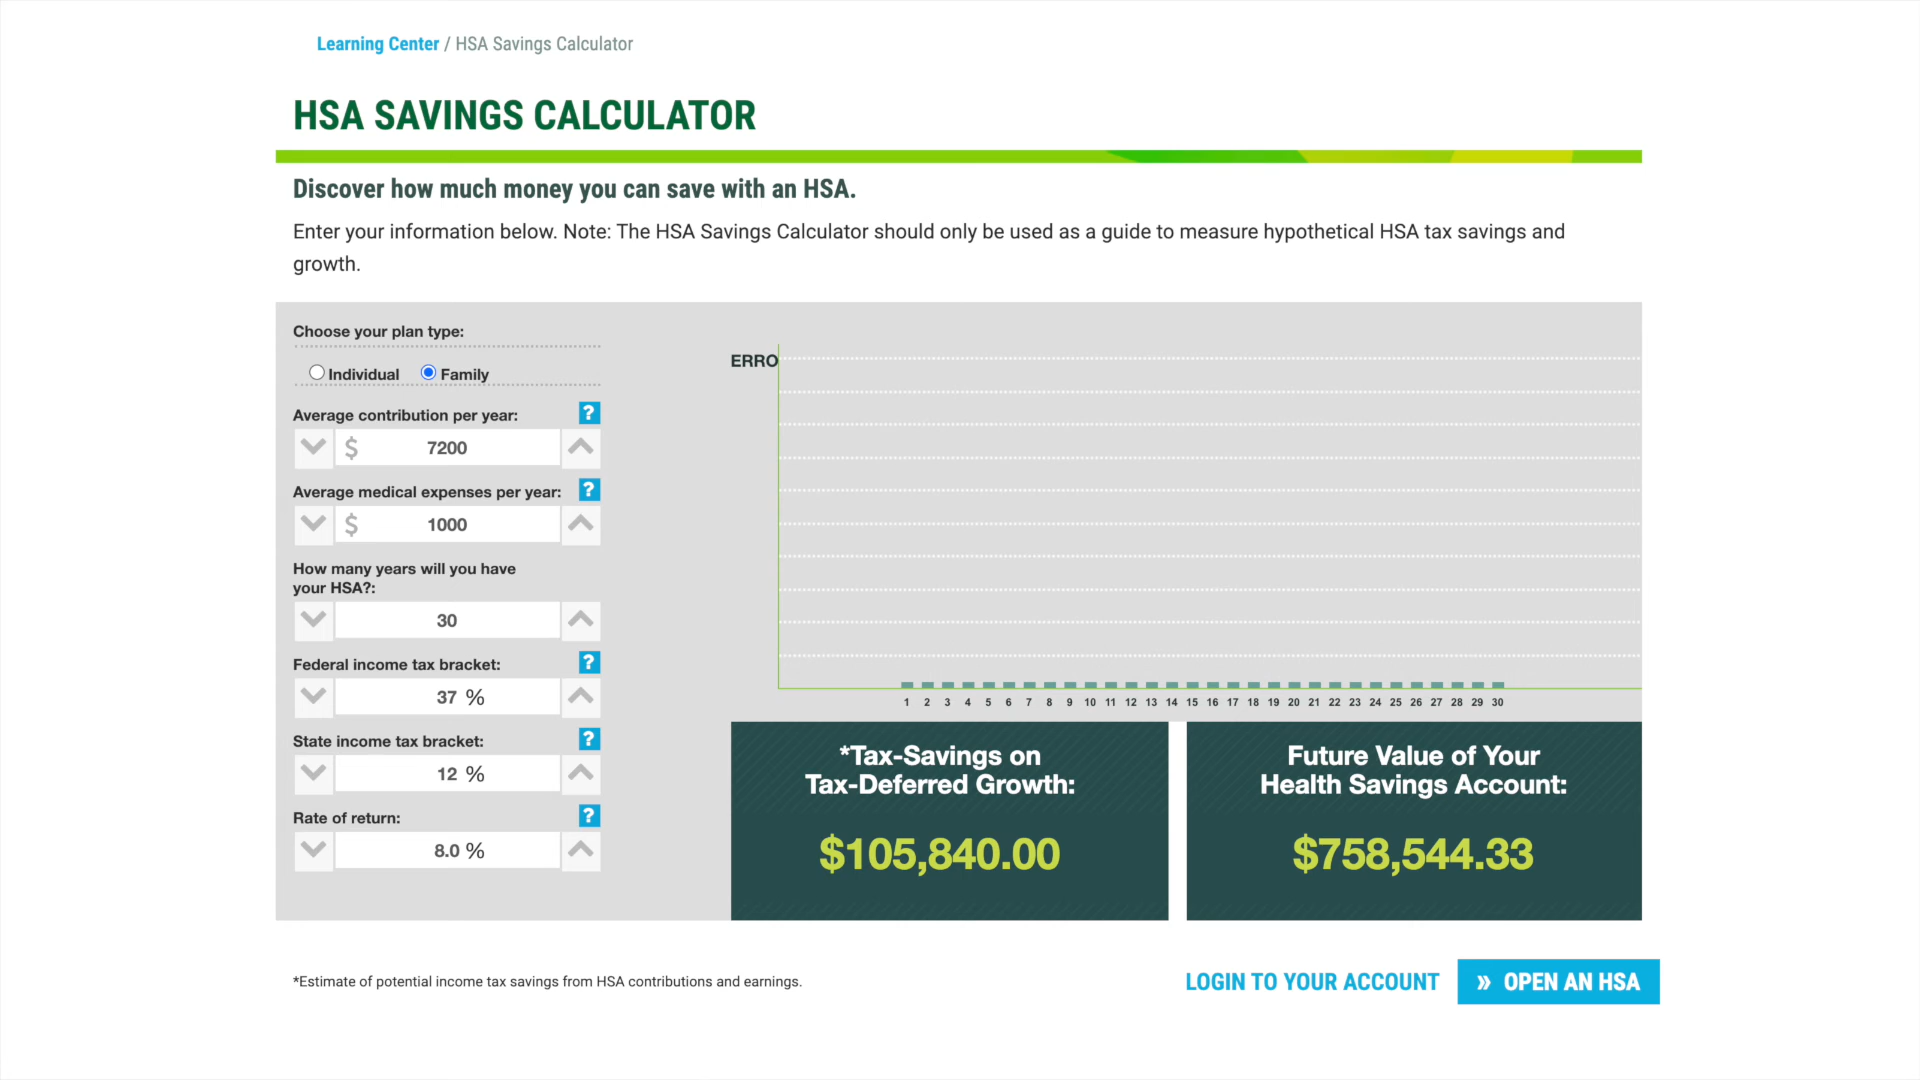 Learning Center / HSA Savings Calculator
HSA SAVINGS CALCULATOR
Discover how much money you can save with an HSA.
Enter your information below. Note: The HSA Savings Calculator should only be used as a guide to measure hypothetical HSA tax savings and
growth.
Choose your plan type:
Individual Family
Average contribution per year: ?
$ 7200
Average medical expenses per year: ?
$ 1000
How many years will you have
your HSA?:
30
Federal income tax bracket: ?
37 %
State income tax bracket: ?
12 %
Rate of return: ?
8.0 %
ERRO
1 2 3 4 5 6 7 8 9 10 11 12 13 14 15 16 17 18 19 20 21 22 23 24 25 26 27 28 29 30
*Tax-Savings on
Tax-Deferred Growth:
$105,840.00
Future Value of Your
Health Savings Account:
$758,544.33
*Estimate of potential income tax savings from HSA contributions and earnings.
LOGIN TO YOUR ACCOUNT
» OPEN AN HSA